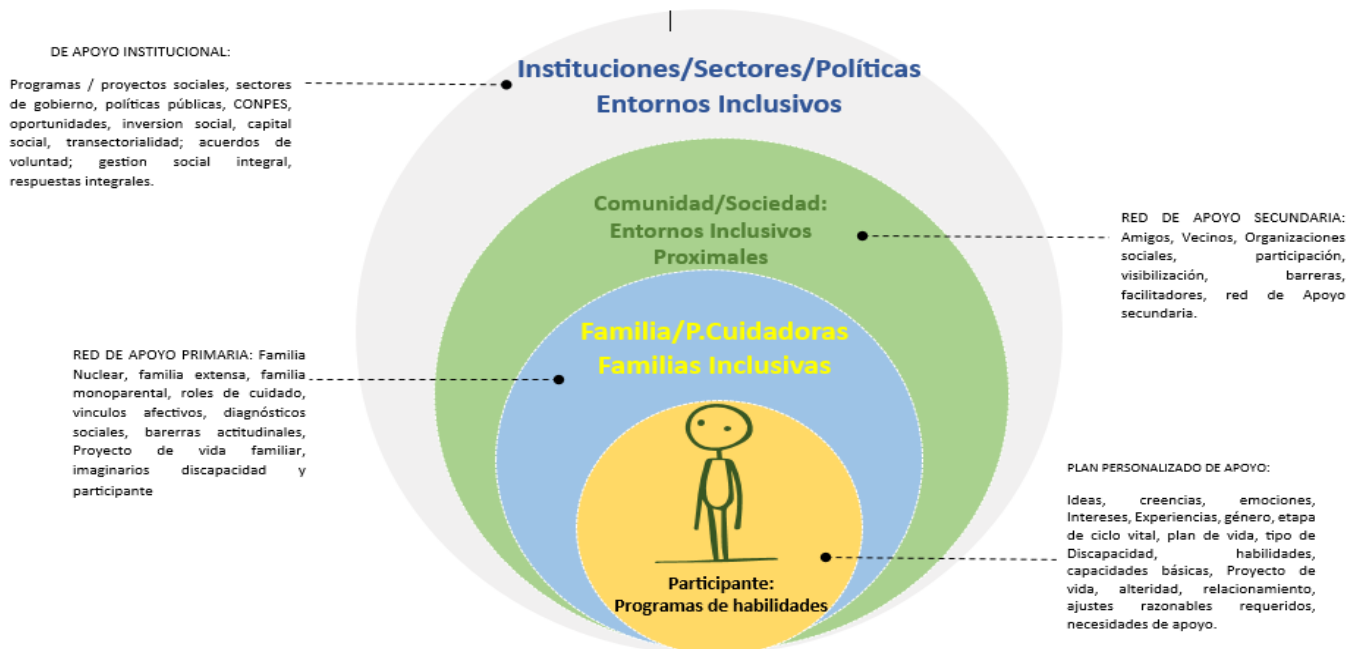 DE APOYO INSTITUCIONAL:
Programas / proyectos sociales, sectores
de gobierno, políticas públicas, CONPES,
oportunidades, inversion social, capital
social, transectorialidad; acuerdos de
voluntad; gestion social integral,
respuestas integrales.
Instituciones/Sectores/Políticas
Entornos Inclusivos
Comunidad/Sociedad:
Entornos Inclusivos
Proximales
RED DE APOYO SECUNDARIA:
Amigos, Vecinos, Organizaciones
sociales, participación,
visibilización, barreras,
facilitadores, red de Apoyo
secundaria.
Familia/P.Cuidadoras
Familias Inclusivas
RED DE APOYO PRIMARIA: Familia
Nuclear, familia extensa, familia
monoparental, roles de cuidado,
vinculos afectivos, diagnósticos
sociales, barerras actitudinales,
Proyecto de vida familiar,
imaginarios discapacidad y
participante
PLAN PERSONALIZADO DE APOYO:
Ideas, creencias, emociones,
Intereses, Experiencias, género, etapa
de ciclo vital, plan de vida, tipo de
Discapacidad, habilidades,
capacidades básicas, Proyecto de
vida, alteridad, relacionamiento,
ajustes razonables requeridos,
necesidades de apoyo.
Participante:
Programas de habilidades